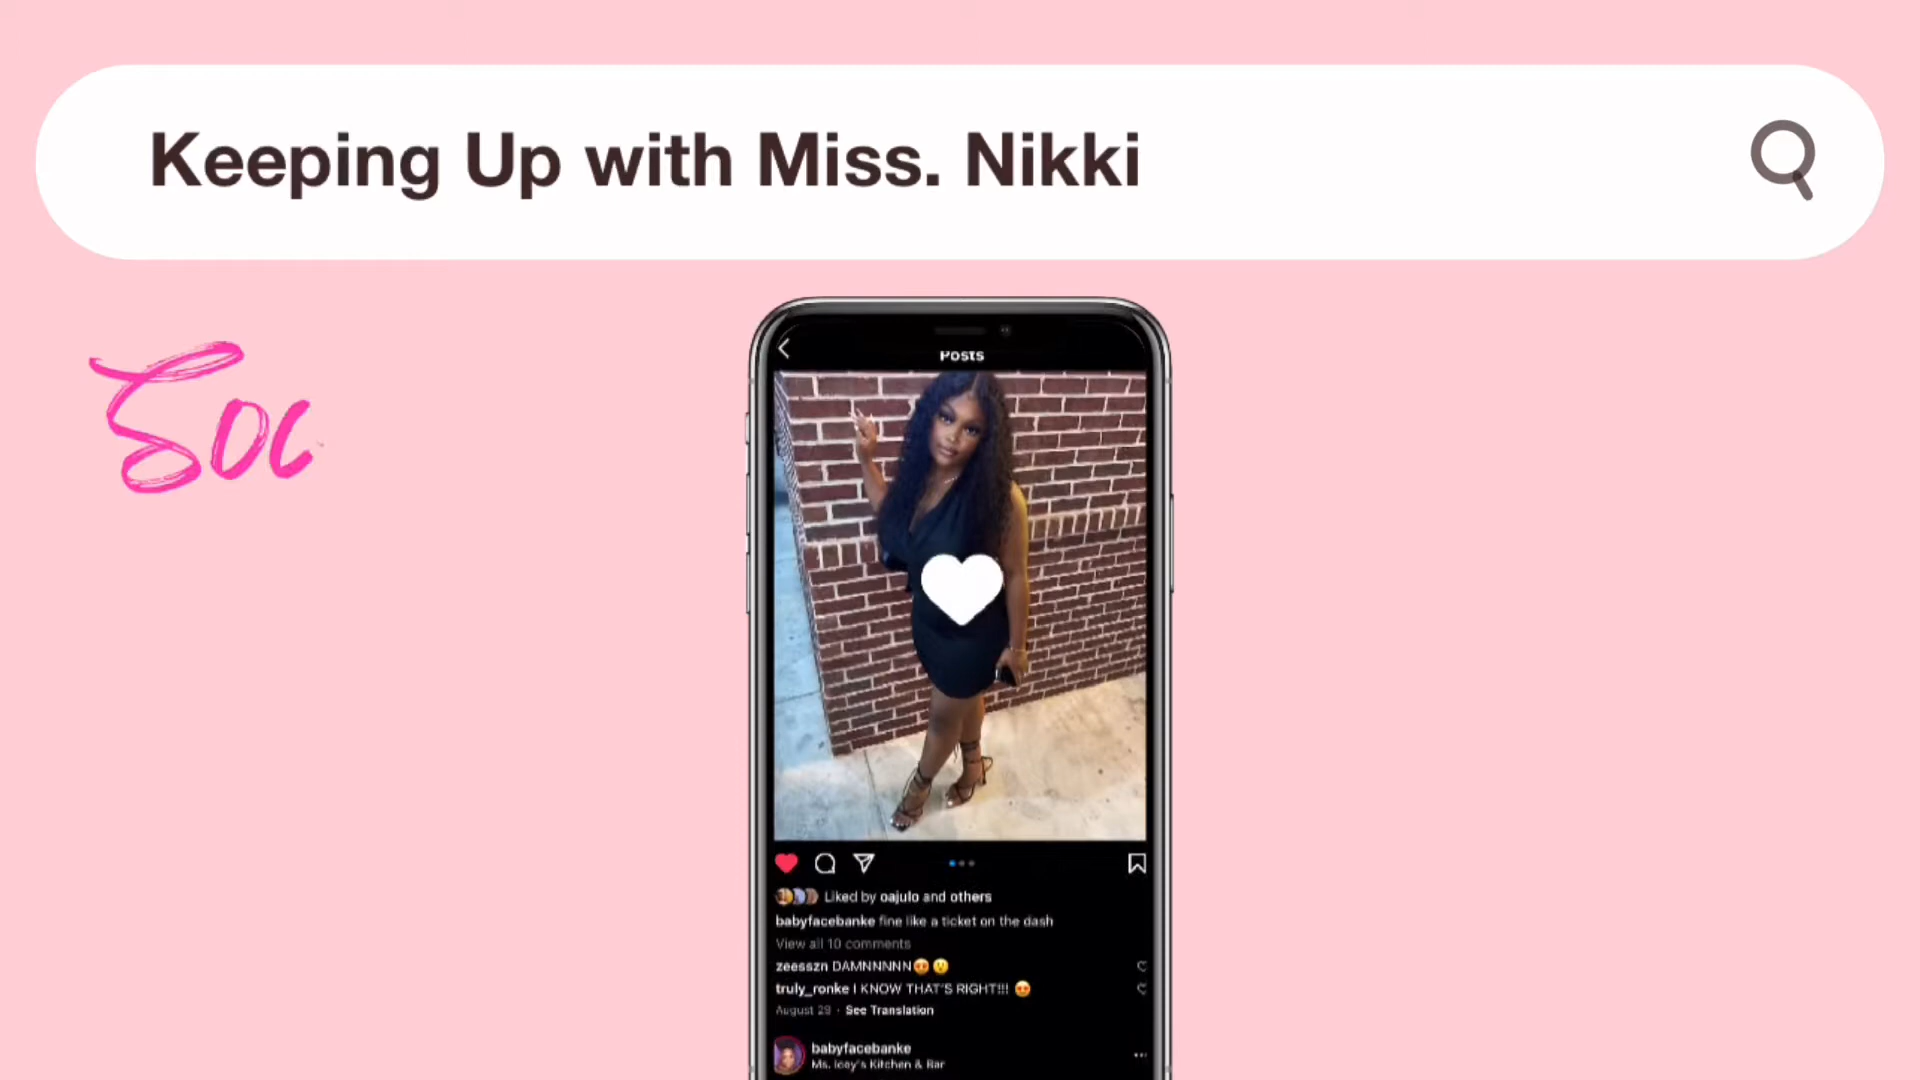 Keeping Up with Miss. Nikki
Soc
Posts
Liked by oajulo and others
babyfacebanke fine like a ticket on the dash
View all 10 comments
zeesszn DAMNNNNN😍😲
truly_ronke I KNOW THAT'S RIGHT!!! 😍
August 29 · See Translation
babyfacebanke
Ms. Icey's Kitchen & Bar